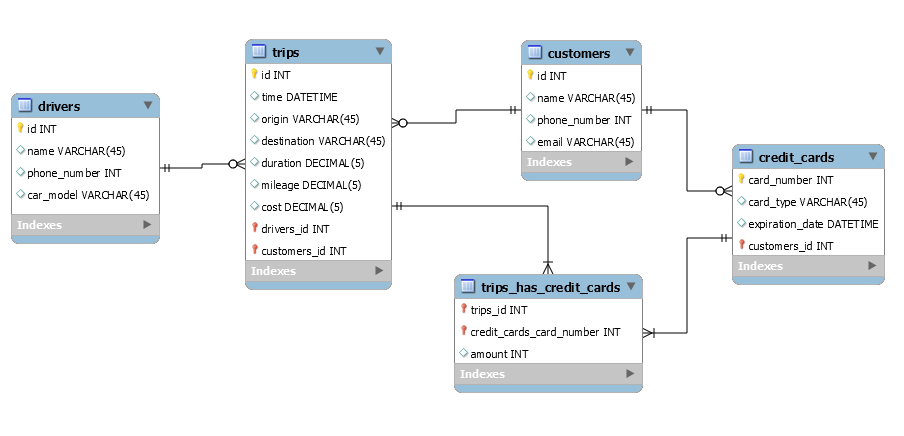 drivers
id INT
name VARCHAR(45)
phone_number INT
car_model VARCHAR(45)
Indexes
trips
id INT
time DATETIME
origin VARCHAR(45)
destination VARCHAR(45)
duration DECIMAL(5)
mileage DECIMAL(5)
cost DECIMAL(5)
drivers_id INT
customers_id INT
Indexes
customers
id INT
name VARCHAR(45)
phone_number INT
email VARCHAR(45)
Indexes
credit_cards
card_number INT
card_type VARCHAR(45)
expiration_date DATETIME
customers_id INT
Indexes
trips_has_credit_cards
trips_id INT
credit_cards_card_number INT
amount INT
Indexes